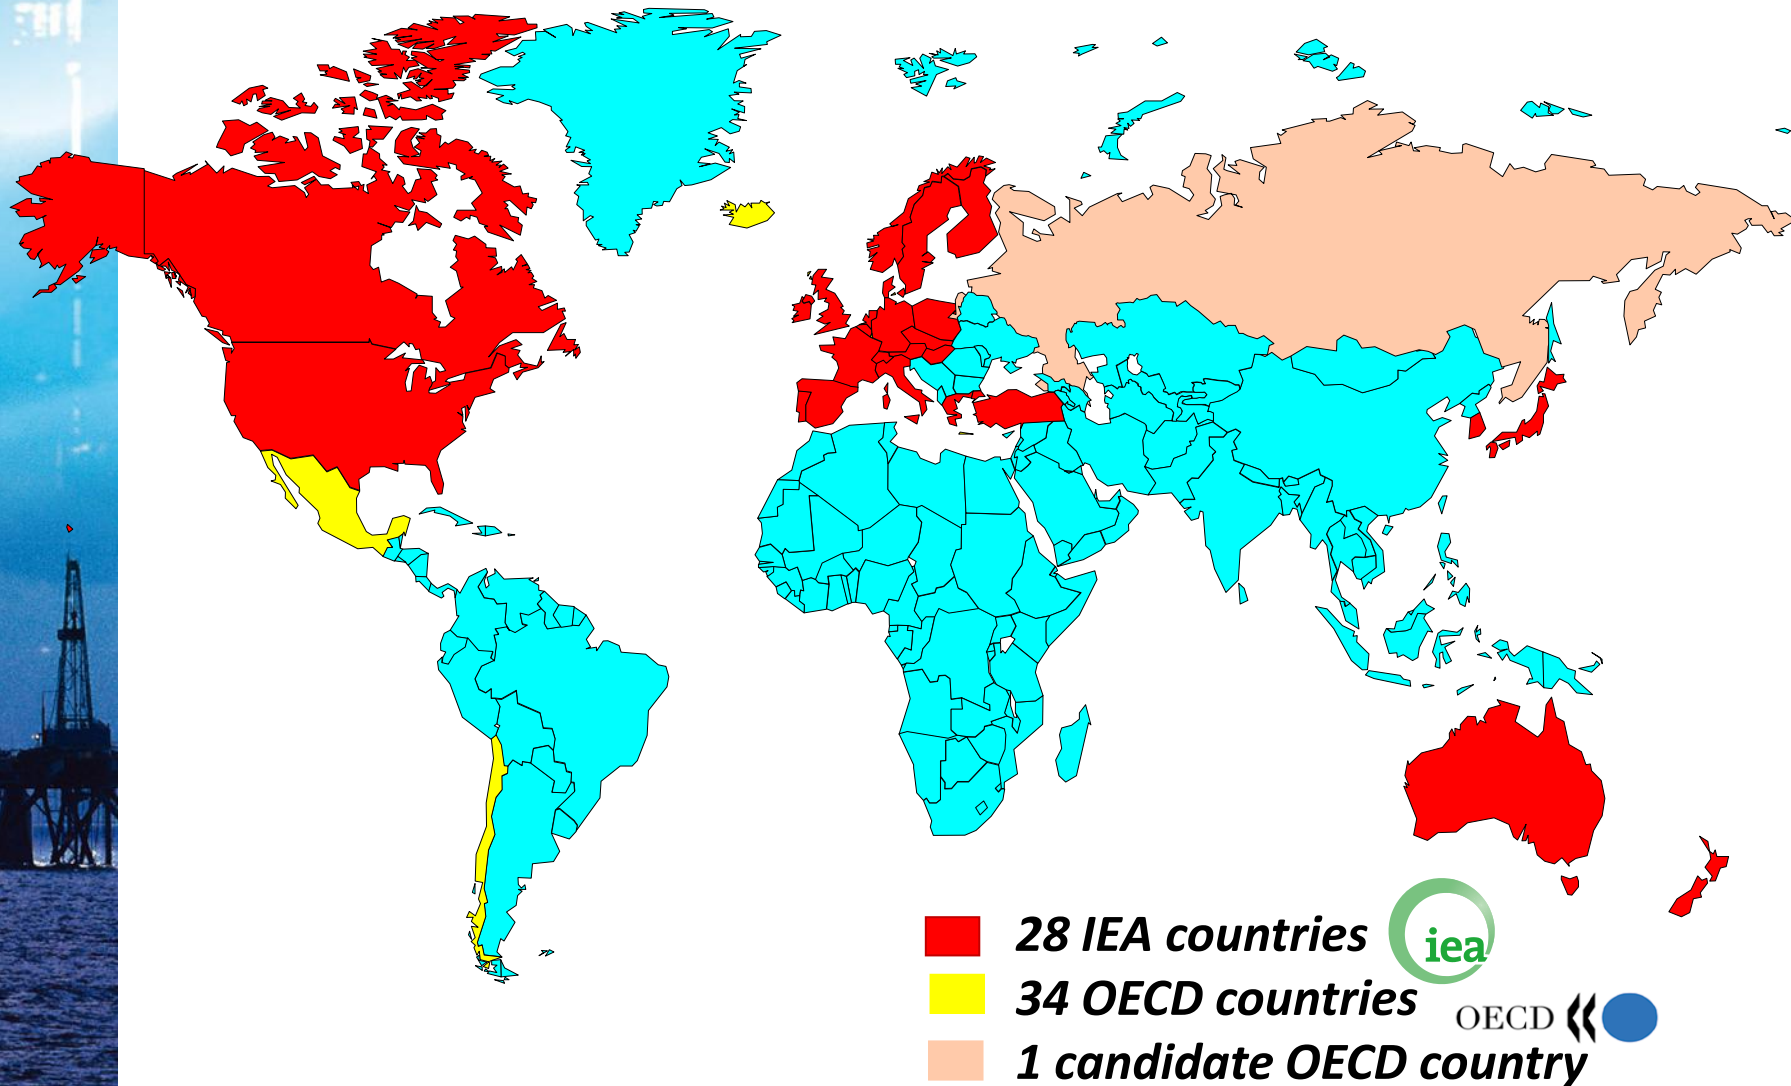 28 IEA countries
iea
34 OECD countries
OECD
1 candidate OECD country